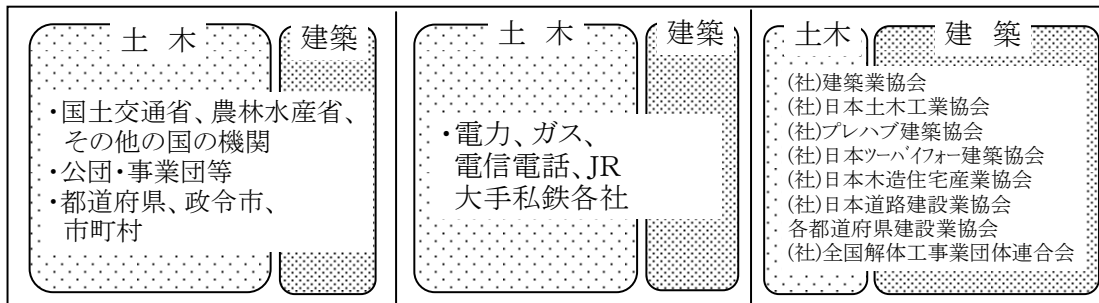 土 木
建築
・国土交通省、農林水産省、
その他の国の機関
・公団・事業団等
・都道府県、政令市、
市町村
土 木
建築
・電力、ガス、
電信電話、JR
大手私鉄各社
土木
建 築
(社)建築業協会
(社)日本土木工業協会
(社)プレハブ建築協会
(社)日本ツーバイフォー建築協会
(社)日本木造住宅産業協会
(社)日本道路建設業協会
各都道府県建設業協会
(社)全国解体工事業団体連合会